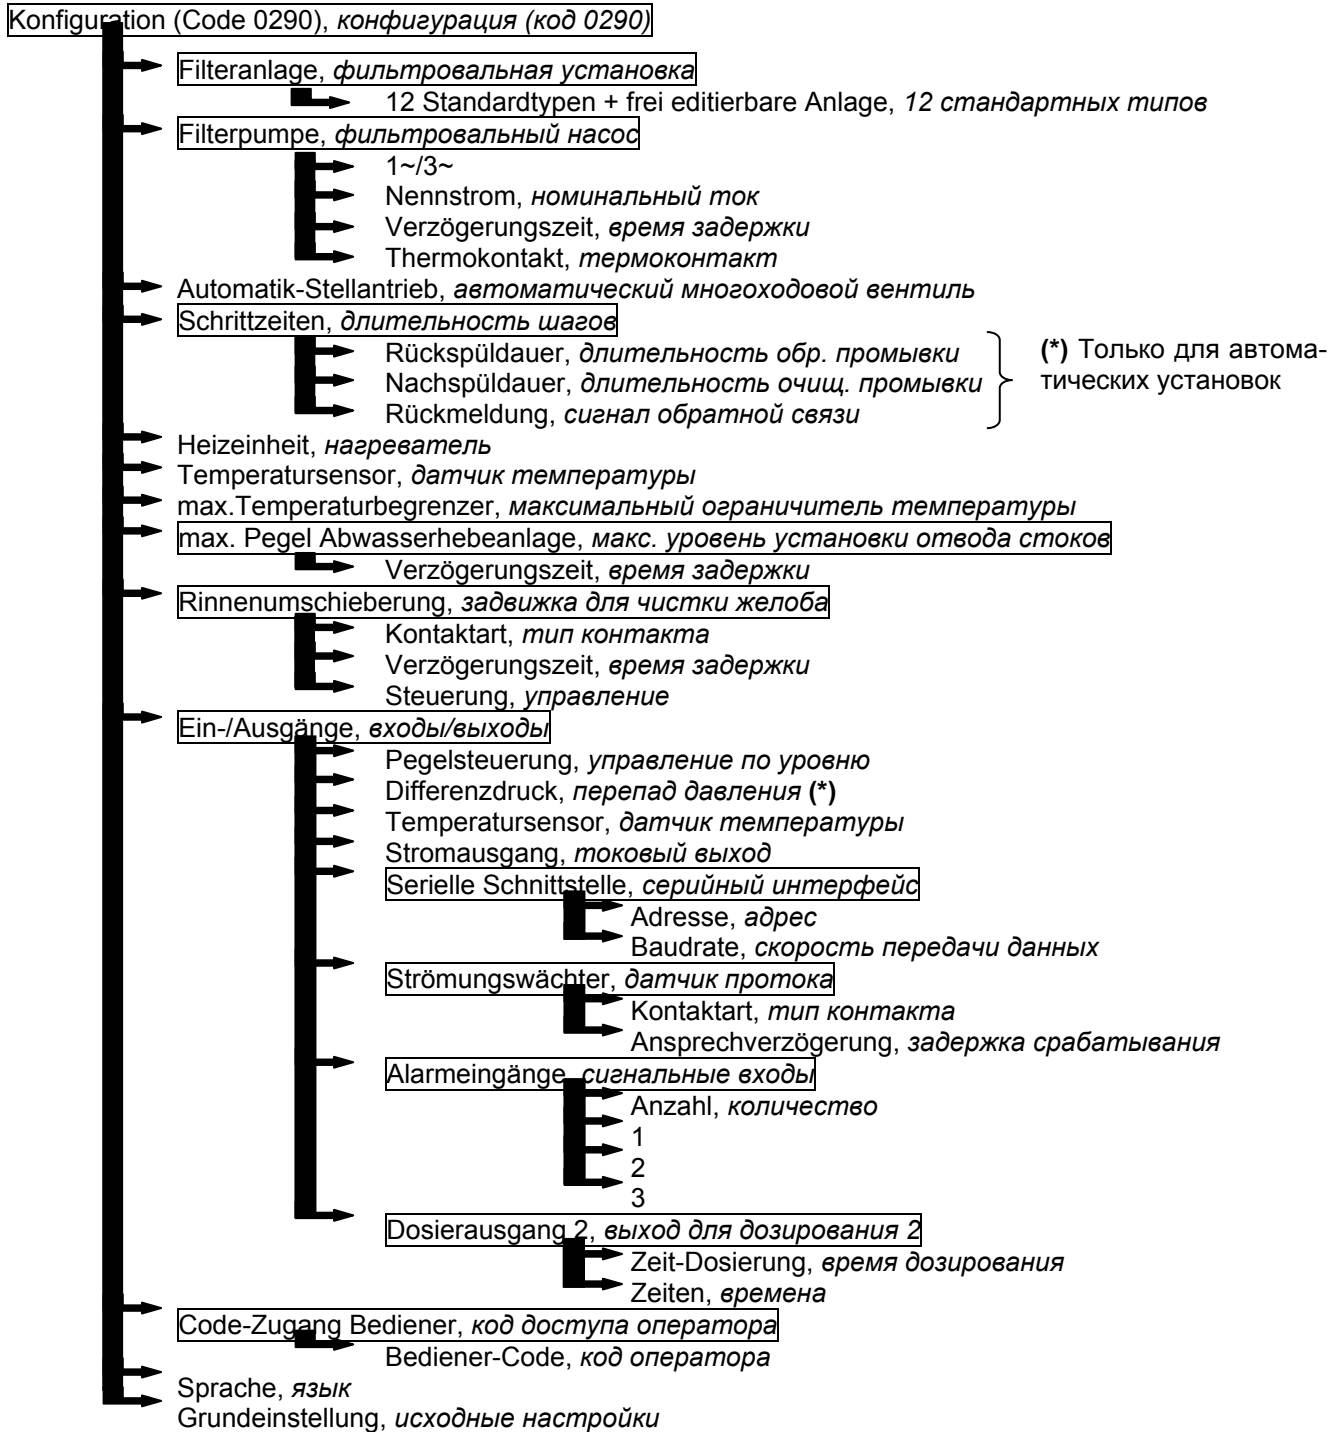 Konfiguration (Code 0290), конфигурация (код 0290)
Filteranlage, фильтровальная установка
12 Standardtypen + frei editierbare Anlage, 12 стандартных типов
Filterpumpe, фильтровальный насос
1~/3~
Nennstrom, номинальный ток
Verzögerungszeit, время задержки
Thermokontakt, термоконтакт
Automatik-Stellantrieb, автоматический многоходовой вентиль
Schrittzeiten, длительность шагов
Rückspüldauer, длительность обр. промывки
Nachspüldauer, длительность очищ. промывки
Rückmeldung, сигнал обратной связи
(*) Только для автома-
тических установок
Heizeinheit, нагреватель
Temperatursensor, датчик температуры
max.Temperaturbegrenzer, максимальный ограничитель температуры
max. Pegel Abwasserhebeanlage, макс. уровень установки отвода стоков
Verzögerungszeit, время задержки
Rinnenumschieberung, задвижка для чистки желоба
Kontaktart, тип контакта
Verzögerungszeit, время задержки
Steuerung, управление
Ein-/Ausgänge, входы/выходы
Pegelsteuerung, управление по уровню
Differenzdruck, перепад давления (*)
Temperatursensor, датчик температуры
Stromausgang, токовый выход
Serielle Schnittstelle, серийный интерфейс
Adresse, адрес
Baudrate, скорость передачи данных
Strömungswächter, датчик протока
Kontaktart, тип контакта
Ansprechverzögerung, задержка срабатывания
Alarmeingänge, сигнальные входы
Anzahl, количество
1
2
3
Dosierausgang 2, выход для дозирования 2
Zeit-Dosierung, время дозирования
Zeiten, времена
Code-Zugang Bediener, код доступа оператора
Bediener-Code, код оператора
Sprache, язык
Grundeinstellung, исходные настройки